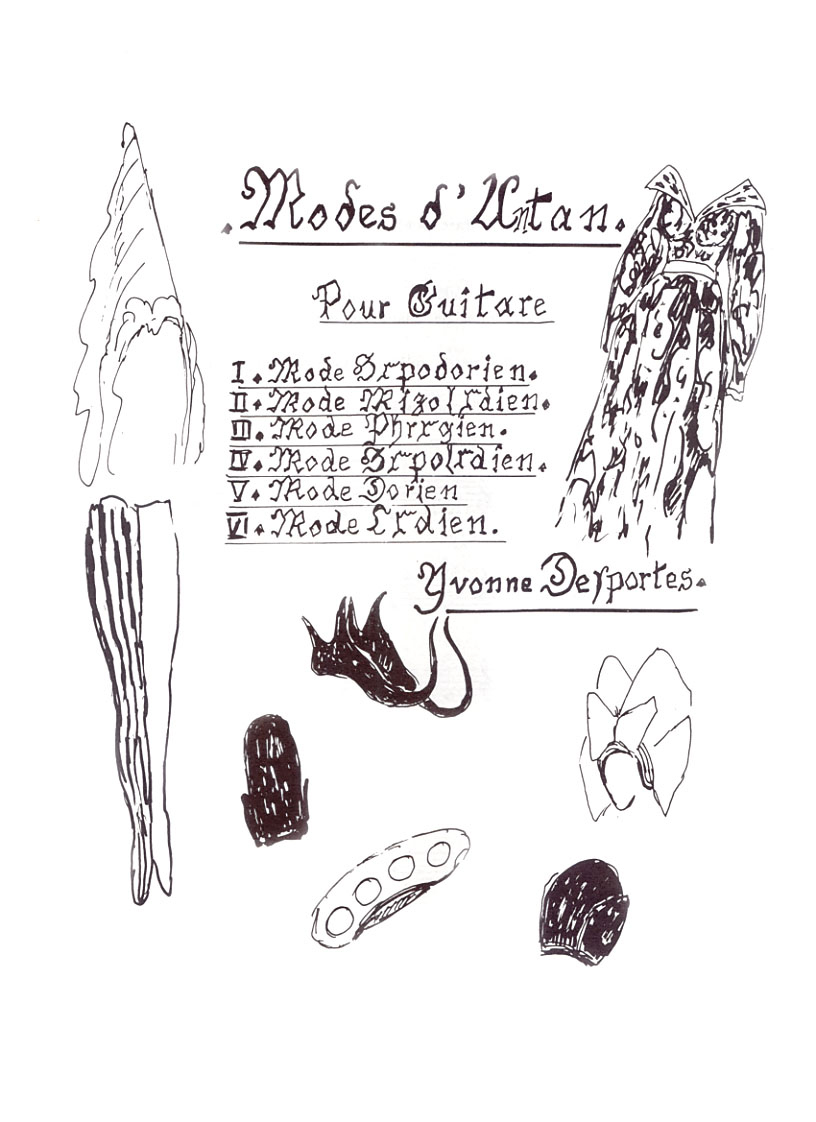 .Modes d'Antan.
Pour Guitare
I. Mode Hypodorien.
II. Mode Mixolydien.
III. Mode Phrygien.
IV. Mode Hypolydien.
V. Mode Dorien
VI. Mode Lydien.
Yvonne Desportes.